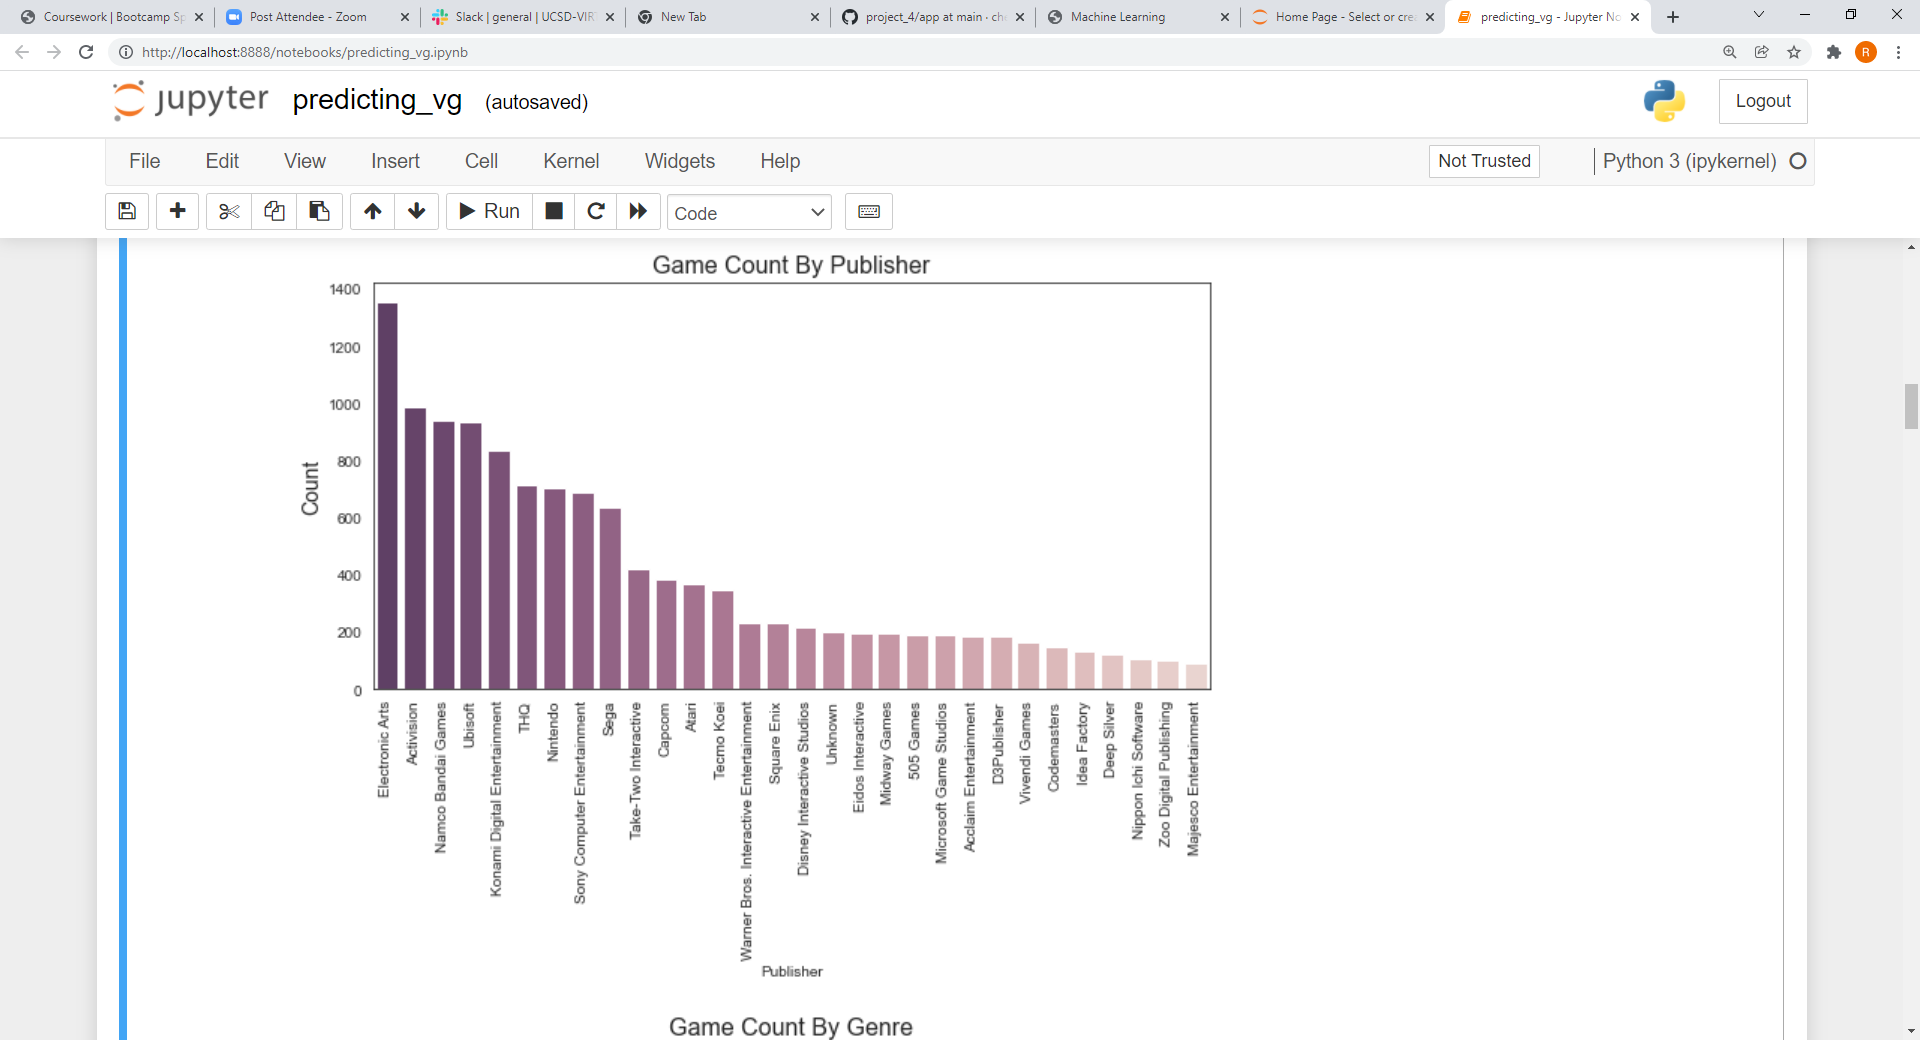 Coursework | Bootcamp Sp
Post Attendee - Zoom
Slack | general | UCSD-VIR
New Tab
project_4/app at main · ch
Machine Learning
Home Page - Select or crea
predicting_vg - Jupyter No
http://localhost:8888/notebooks/predicting_vg.ipynb
R
jupyter predicting_vg (autosaved)
Logout
File Edit View Insert Cell Kernel Widgets Help
Not Trusted
Python 3 (ipykernel)
Run
Code
Game Count By Publisher
1400
1200
1000
800
600
400
200
0
Count
Electronic Arts
Activision
Namco Bandai Games
Ubisoft
Konami Digital Entertainment
THQ
Nintendo
Sony Computer Entertainment
Sega
Take-Two Interactive
Capcom
Atari
Tecmo Koei
Warner Bros. Interactive Entertainment
Square Enix
Disney Interactive Studios
Unknown
Eidos Interactive
Midway Games
505 Games
Microsoft Game Studios
Acclaim Entertainment
D3Publisher
Vivendi Games
Codemasters
Idea Factory
Deep Silver
Nippon Ichi Software
Zoo Digital Publishing
Majesco Entertainment
Publisher
Game Count By Genre